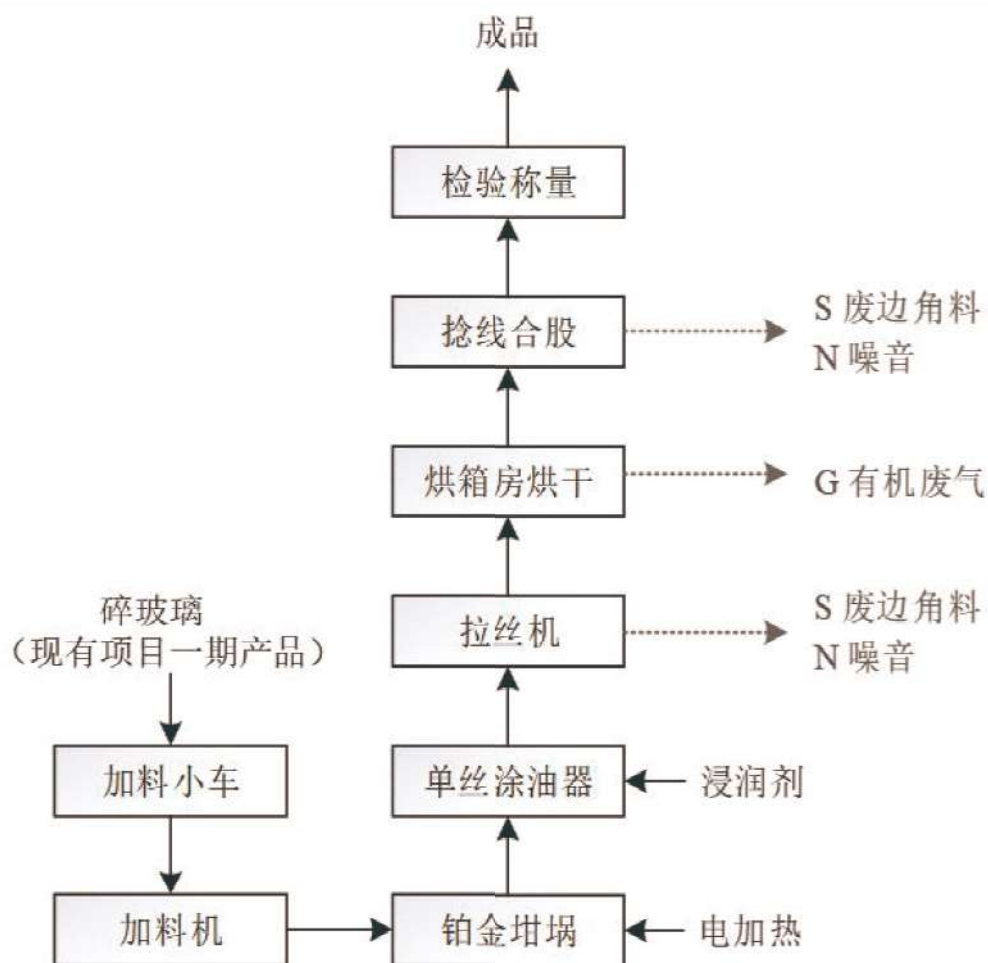 成品
检验称量
捻线合股
S 废边角料
N 噪音
烘箱房烘干
G 有机废气
碎玻璃
（现有项目一期产品）
拉丝机
S 废边角料
N 噪音
加料小车
单丝涂油器
浸润剂
加料机
铂金坩埚
电加热